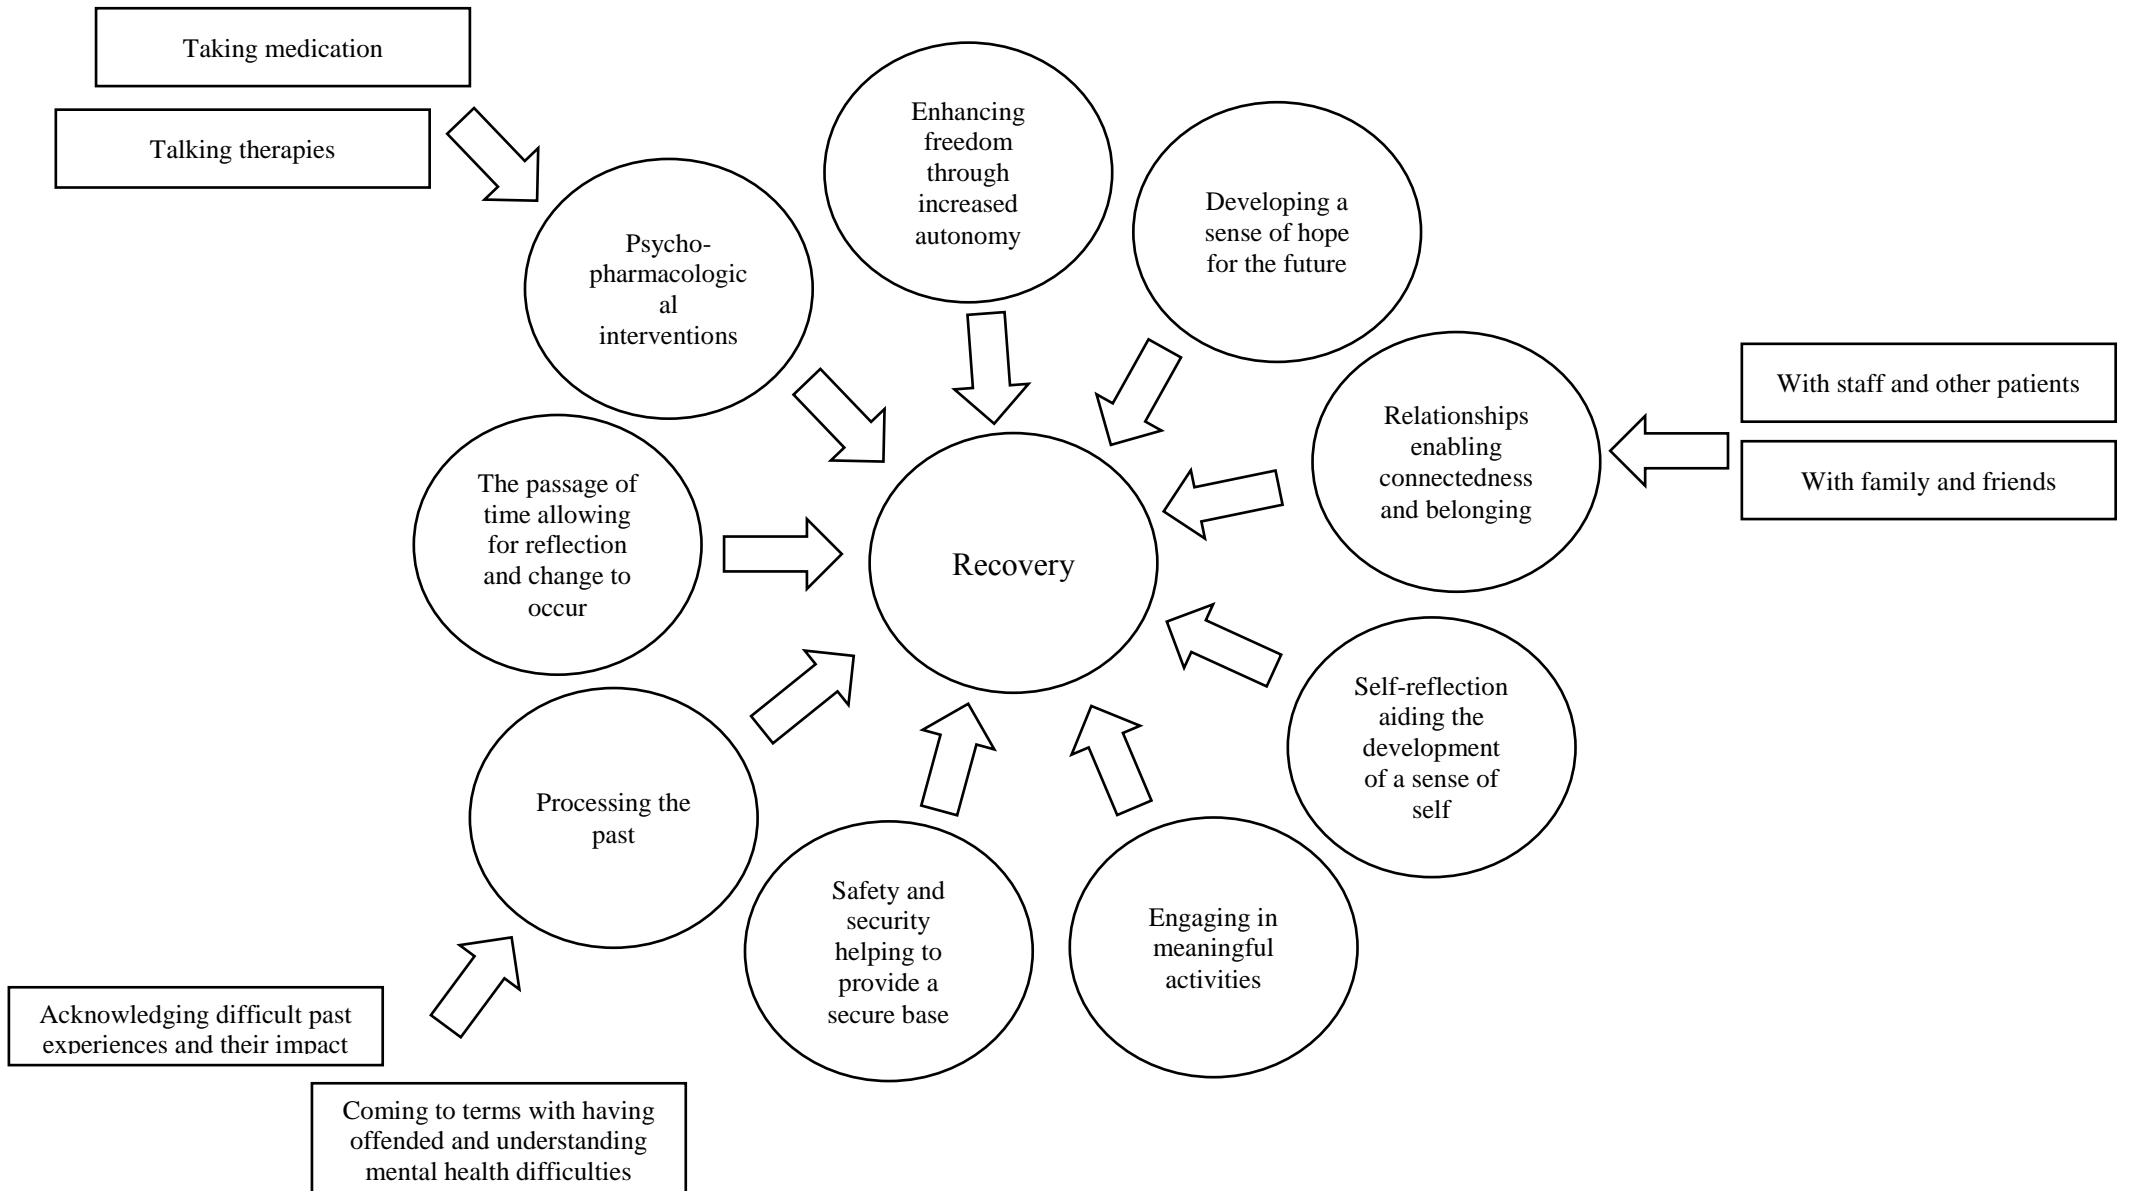 Taking medication
Talking therapies
Psycho-
pharmacologic
al
interventions
Enhancing
freedom
through
increased
autonomy
Developing a
sense of hope
for the future
Relationships
enabling
connectedness
and belonging
With staff and other patients
With family and friends
The passage of
time allowing
for reflection
and change to
occur
Recovery
Self-reflection
aiding the
development
of a sense of
self
Processing the
past
Safety and
security
helping to
provide a
secure base
Engaging in
meaningful
activities
Acknowledging difficult past
experiences and their impact
Coming to terms with having
offended and understanding
mental health difficulties